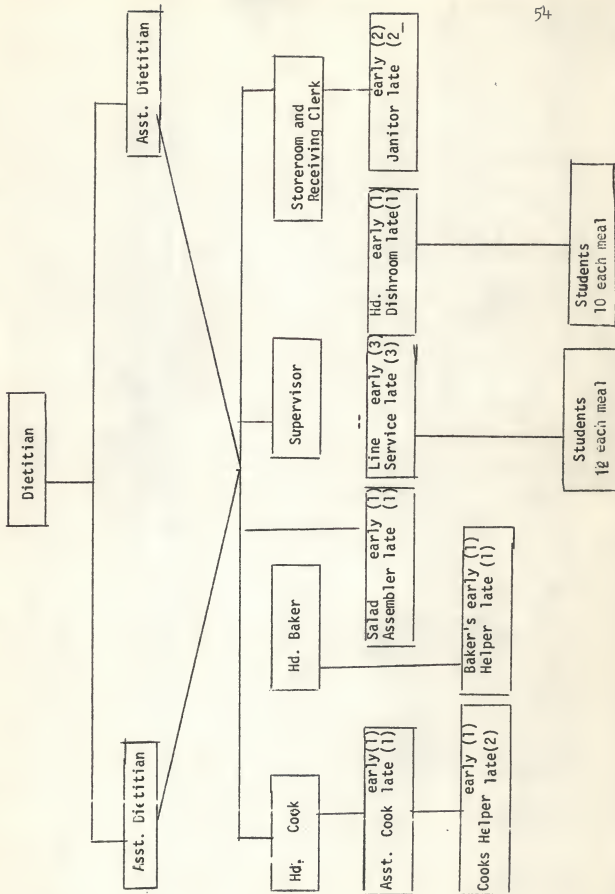 54
Dietitian
Asst. Dietitian
Asst. Dietitian
Hd. Cook
Hd. Baker
Supervisor
Storeroom and
Receiving Clerk
Asst. Cook early(1)
late (1)
Salad early (1)
Assembler late (1)
Line early (3)
Service late (3)
Hd. early (1)
Dishroom late(1)
early (2)
Janitor late (2_
Cooks Helper early (1)
late(2)
Baker's early (1)
Helper late (1)
Students
each meal
Students
10 each meal